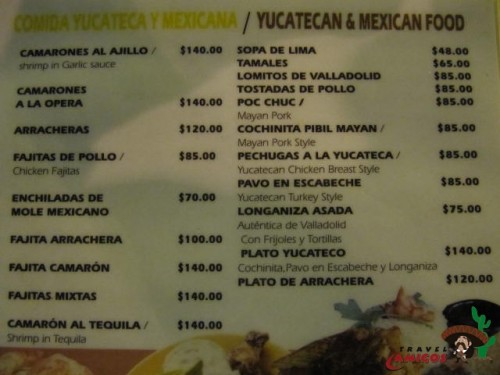 COMIDA YUCATECA Y MEXICANA / YUCATECAN & MEXICAN FOOD
CAMARONES AL AJILLO / $140.00
shrimp in Garlic sauce
CAMARONES
A LA OPERA $140.00
ARRACHERAS $120.00
FAJITAS DE POLLO / $85.00
Chicken Fajitas
ENCHILADAS DE $70.00
MOLE MEXICANO
FAJITA ARRACHERA $100.00
FAJITA CAMARÓN $140.00
FAJITAS MIXTAS $140.00
CAMARÓN AL TEQUILA / $140.00
Shrimp in Tequila
SOPA DE LIMA $48.00
TAMALES $65.00
LOMITOS DE VALLADOLID $85.00
TOSTADAS DE POLLO $85.00
POC CHUC / $85.00
Mayan Pork
COCHINITA PIBIL MAYAN / $85.00
Mayan Pork Style
PECHUGAS A LA YUCATECA / $85.00
Yucatecan Chicken Breast Style
PAVO EN ESCABECHE $85.00
Yucatecan Turkey Style
LONGANIZA ASADA $75.00
Auténtica de Valladolid
Con Frijoles y Tortillas
PLATO YUCATECO $140.00
Cochinita,Pavo en Escabeche y Longaniza
PLATO DE ARRACHERA $120.00
TRAVEL
AMIGOS